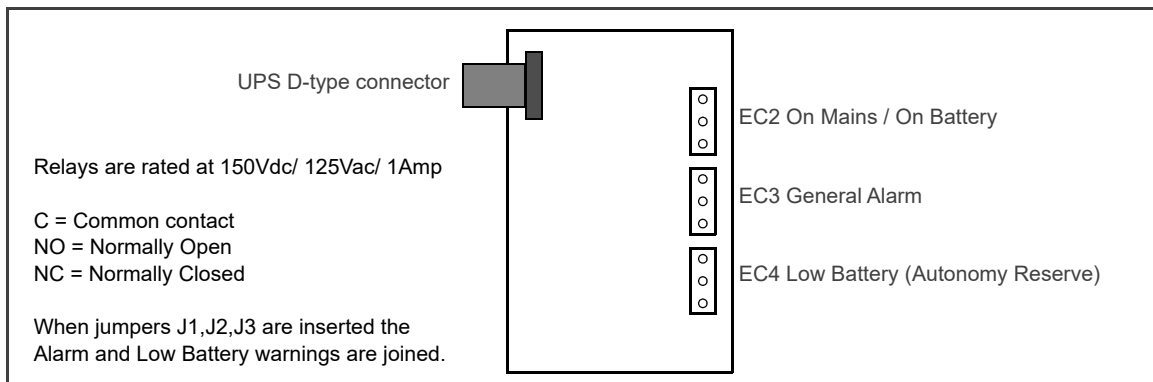 UPS D-type connector
EC2 On Mains / On Battery
Relays are rated at 150Vdc/ 125Vac/ 1Amp
EC3 General Alarm
C = Common contact
NO = Normally Open
NC = Normally Closed
EC4 Low Battery (Autonomy Reserve)
When jumpers J1,J2,J3 are inserted the
Alarm and Low Battery warnings are joined.